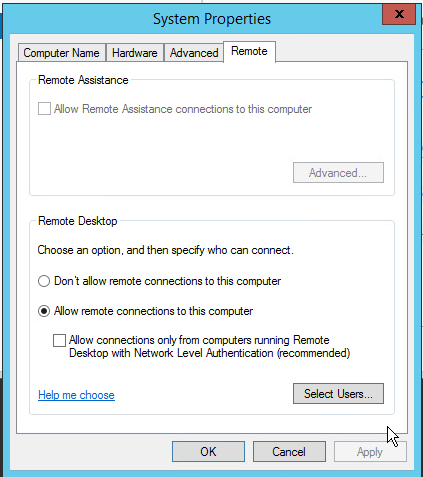 System Properties
x
Computer Name
Hardware
Advanced
Remote
Remote Assistance
Allow Remote Assistance connections to this computer
Advanced...
Remote Desktop
Choose an option, and then specify who can connect.
Don't allow remote connections to this computer
Allow remote connections to this computer
Allow connections only from computers running Remote
Desktop with Network Level Authentication (recommended)
Help me choose
Select Users...
OK
Cancel
Apply